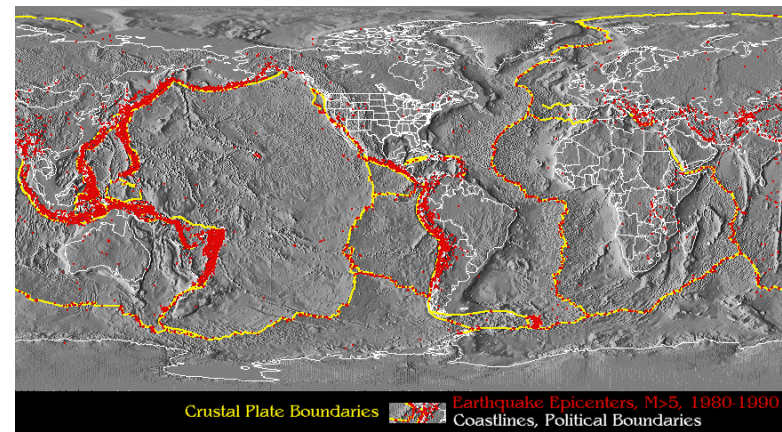 Crustal Plate Boundaries
Earthquake Epicenters, M>5, 1980-1990
Coastlines, Political Boundaries